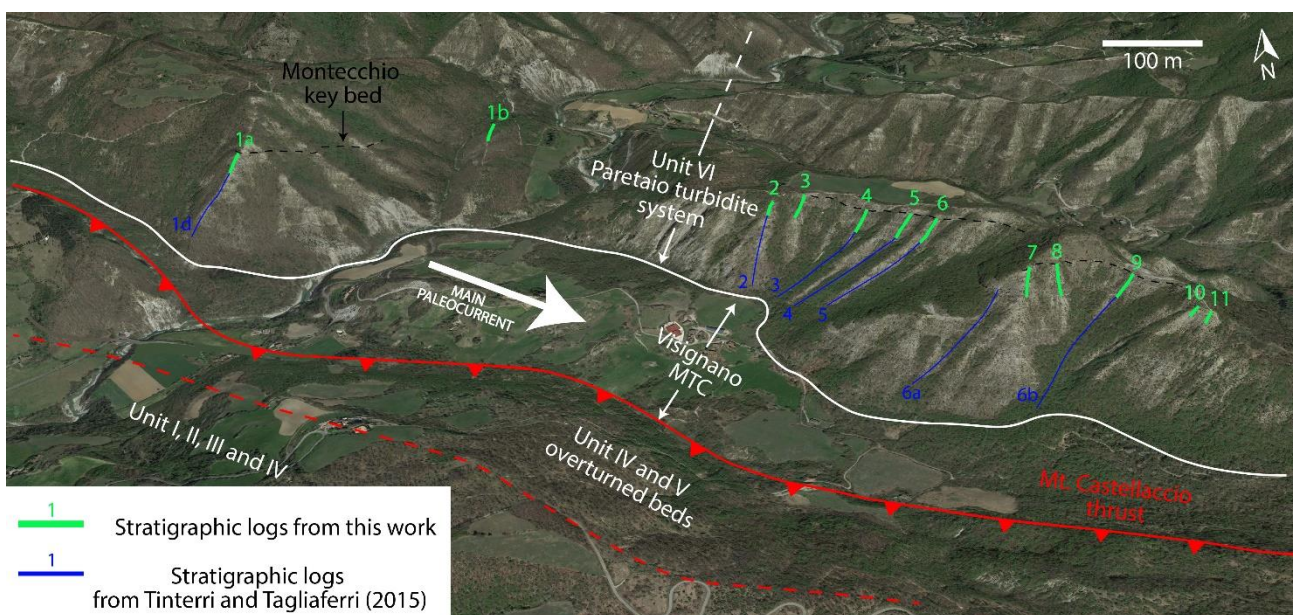 100 m
N
Montecchio
key bed
1a
1b
1d
Unit VI
Paretaio turbidite
system
2
3
4
5
6
7
8
9
10
11
2
3
4
5
6a
6b
MAIN
PALEOCURRENT
Visignano
MTC
Unit I, II, III and IV
Unit IV and V
overturned beds
Mt. Castellaccio
thrust
1
Stratigraphic logs from this work
1
Stratigraphic logs
from Tinterri and Tagliaferri (2015)